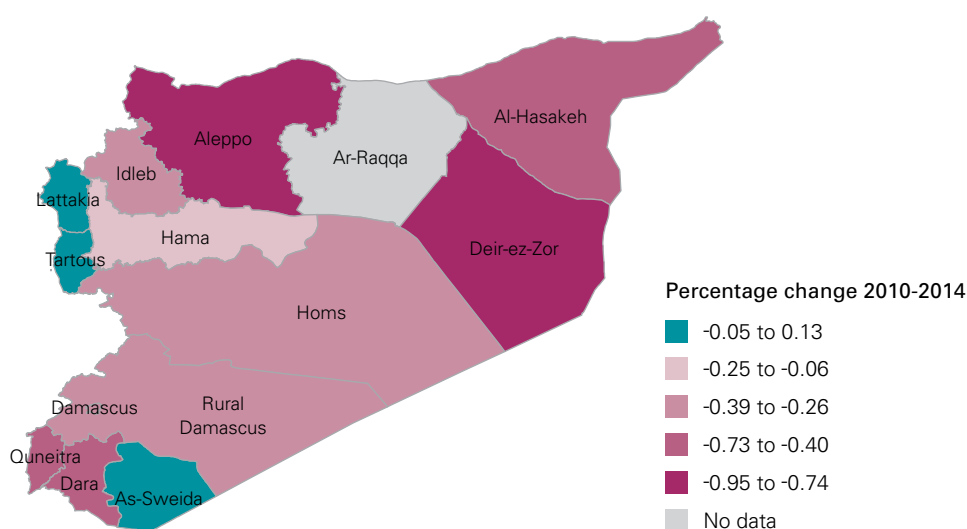 Al-Hasakeh
Aleppo
Ar-Raqqa
Idleb
Lattakia
Hama
Deir-ez-Zor
Tartous
Homs
Damascus
Rural
Damascus
Quneitra
Dara
As-Sweida
Percentage change 2010-2014
-0.05 to 0.13
-0.25 to -0.06
-0.39 to -0.26
-0.73 to -0.40
-0.95 to -0.74
No data